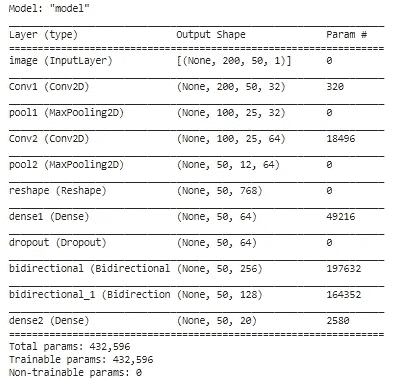 Model: "model"
Layer (type) Output Shape Param #
image (InputLayer) [(None, 200, 50, 1)] 0
Conv1 (Conv2D) (None, 200, 50, 32) 320
pool1 (MaxPooling2D) (None, 100, 25, 32) 0
Conv2 (Conv2D) (None, 100, 25, 64) 18496
pool2 (MaxPooling2D) (None, 50, 12, 64) 0
reshape (Reshape) (None, 50, 768) 0
dense1 (Dense) (None, 50, 64) 49216
dropout (Dropout) (None, 50, 64) 0
bidirectional (Bidirectional (None, 50, 256) 197632
bidirectional_1 (Bidirection (None, 50, 128) 164352
dense2 (Dense) (None, 50, 20) 2580
Total params: 432,596
Trainable params: 432,596
Non-trainable params: 0